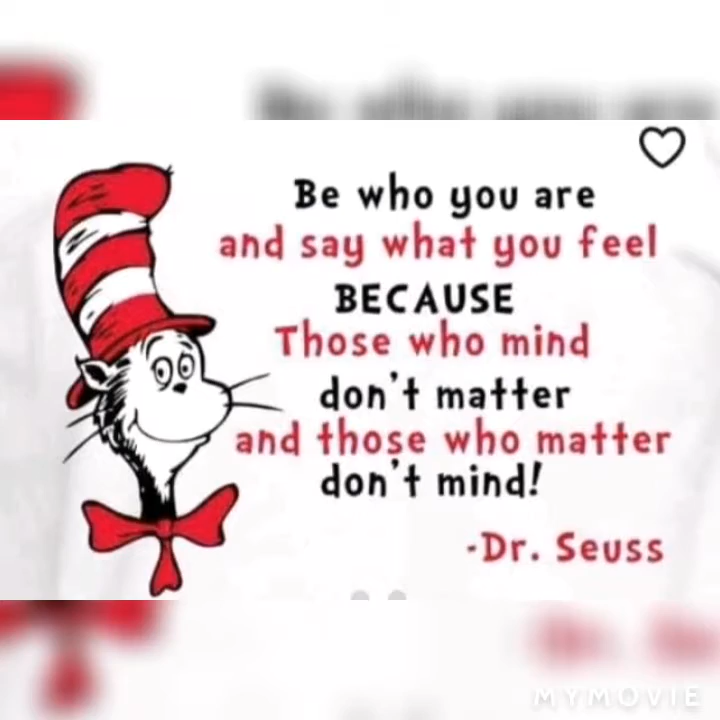 Be who you are
and say what you feel
BECAUSE
Those who mind
don't matter
and those who matter
don't mind!
-Dr. Seuss
MYMOVIE